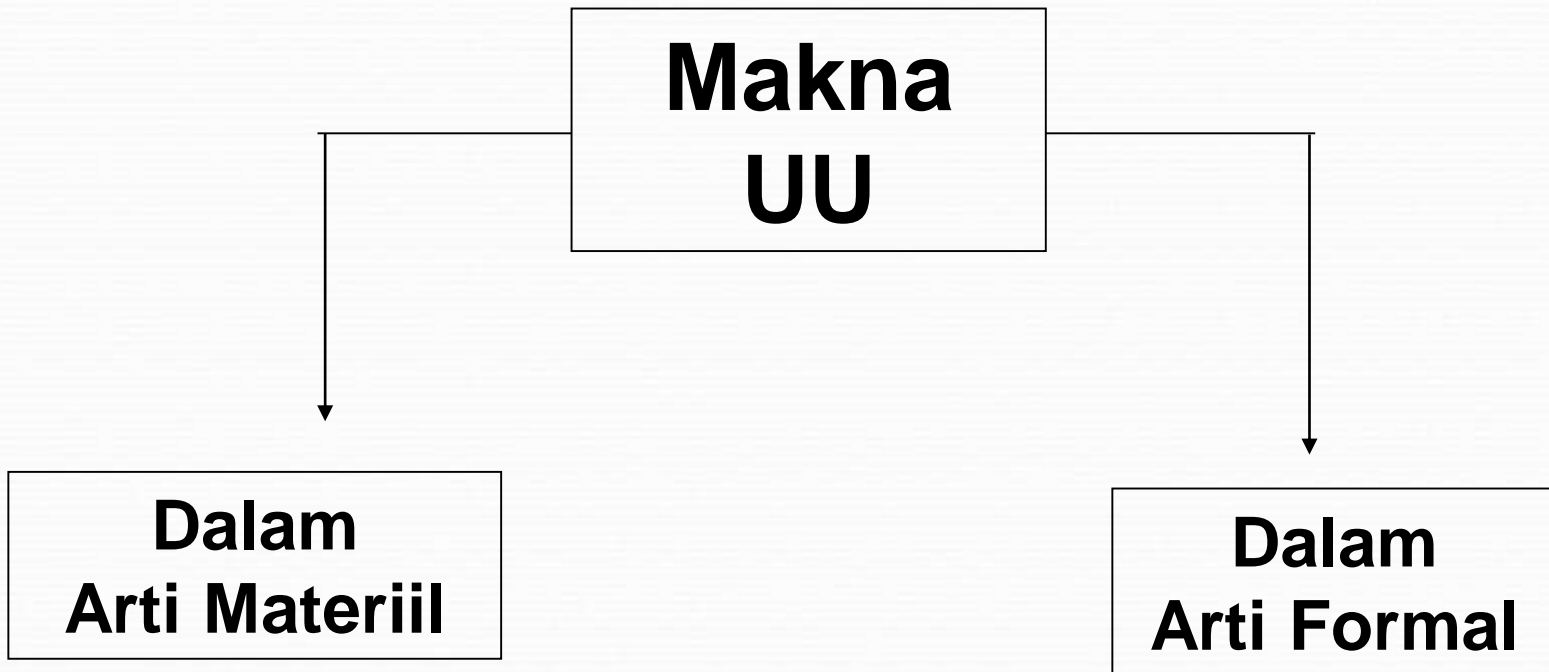 Makna
UU
Dalam
Arti Materiil
Dalam
Arti Formal